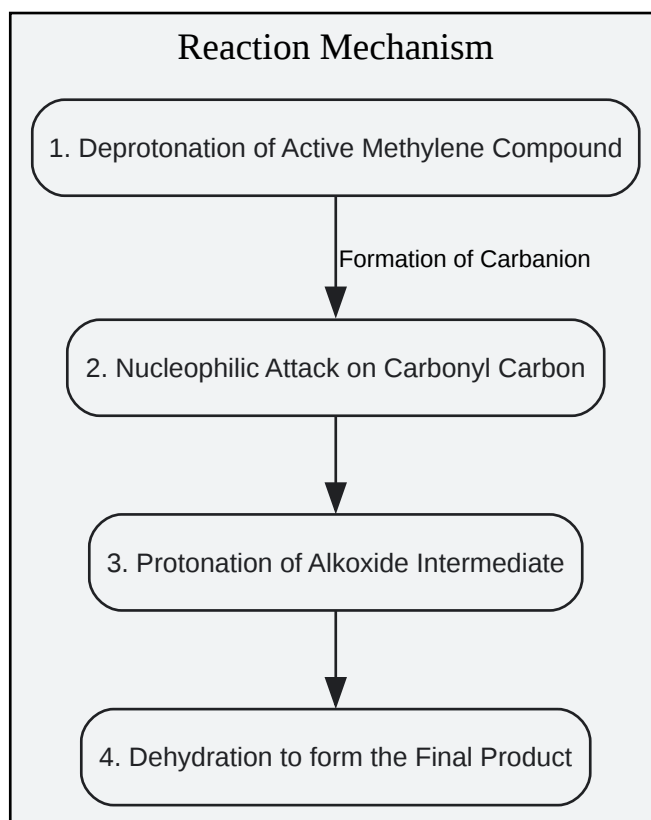 Reaction Mechanism
1. Deprotonation of Active Methylene Compound
Formation of Carbanion
2. Nucleophilic Attack on Carbonyl Carbon
3. Protonation of Alkoxide Intermediate
4. Dehydration to form the Final Product